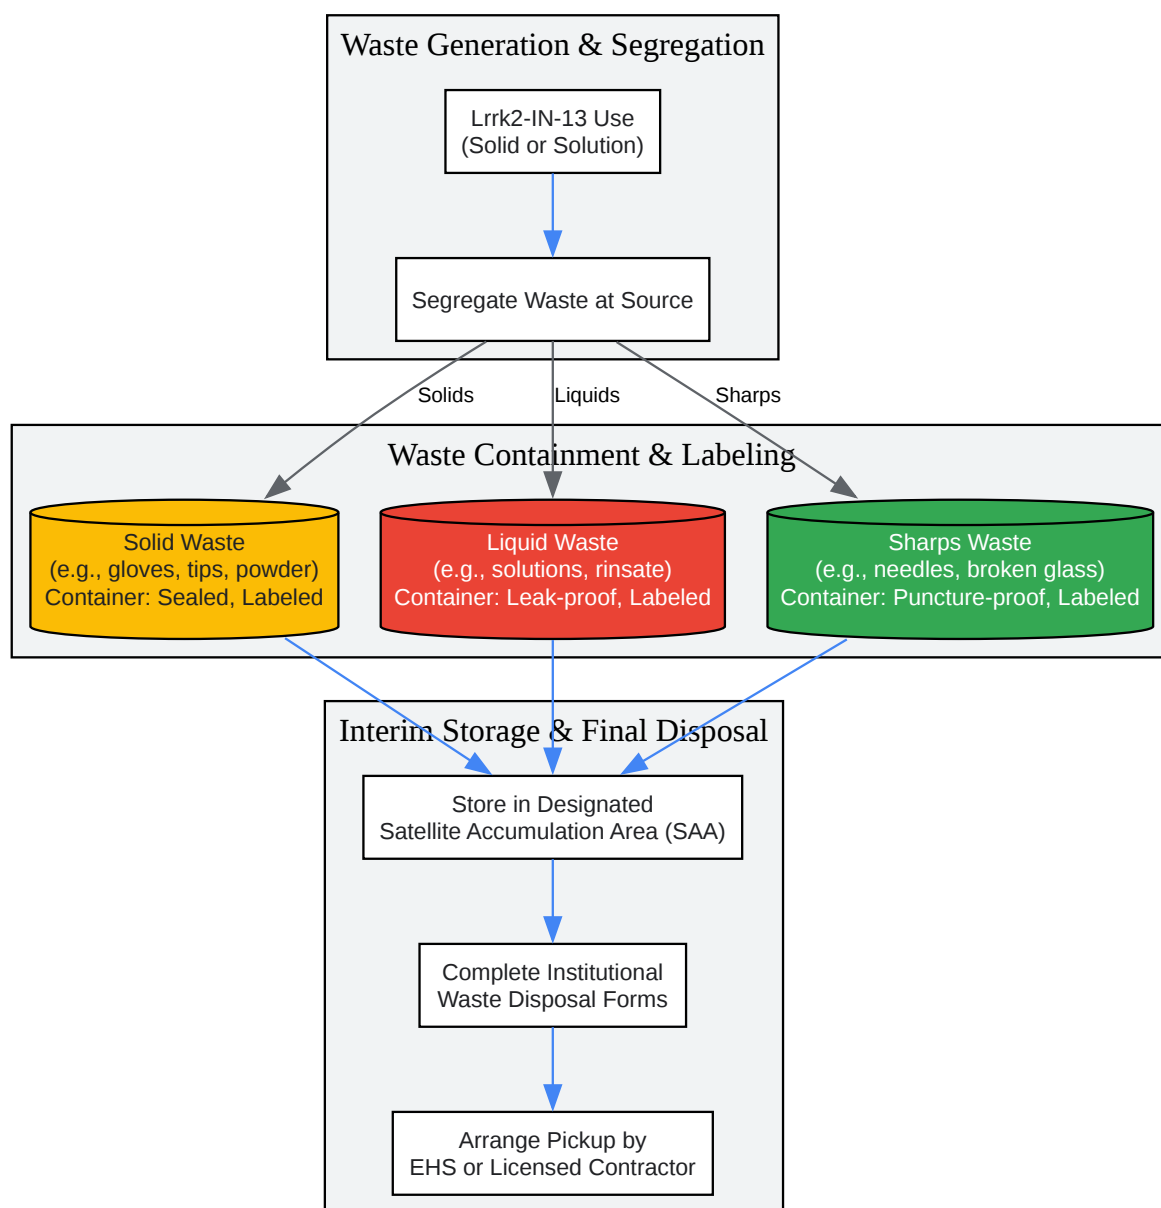 Waste Generation & Segregation
Lrrk2-IN-13 Use
(Solid or Solution)
Segregate Waste at Source
Solids
Liquids
Sharps
Waste Containment & Labeling
Solid Waste
(e.g., gloves, tips, powder)
Container: Sealed, Labeled
Liquid Waste
(e.g., solutions, rinsate)
Container: Leak-proof, Labeled
Sharps Waste
(e.g., needles, broken glass)
Container: Puncture-proof, Labeled
Interim Storage & Final Disposal
Store in Designated
Satellite Accumulation Area (SAA)
Complete Institutional
Waste Disposal Forms
Arrange Pickup by
EHS or Licensed Contractor